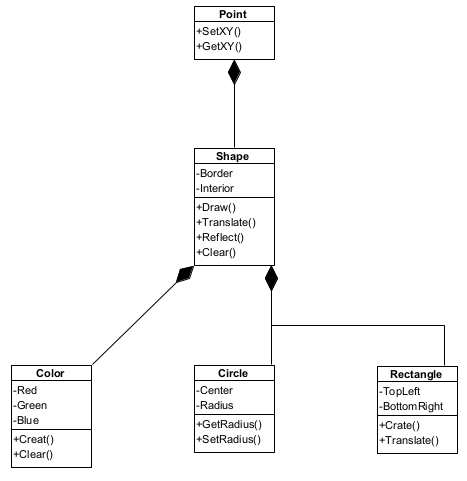 Point
+SetXY()
+GetXY()
Shape
-Border
-Interior
+Draw()
+Translate()
+Reflect()
+Clear()
Color
-Red
-Green
-Blue
+Creat()
+Clear()
Circle
-Center
-Radius
+GetRadius()
+SetRadius()
Rectangle
-TopLeft
-BottomRight
+Crate()
+Translate()